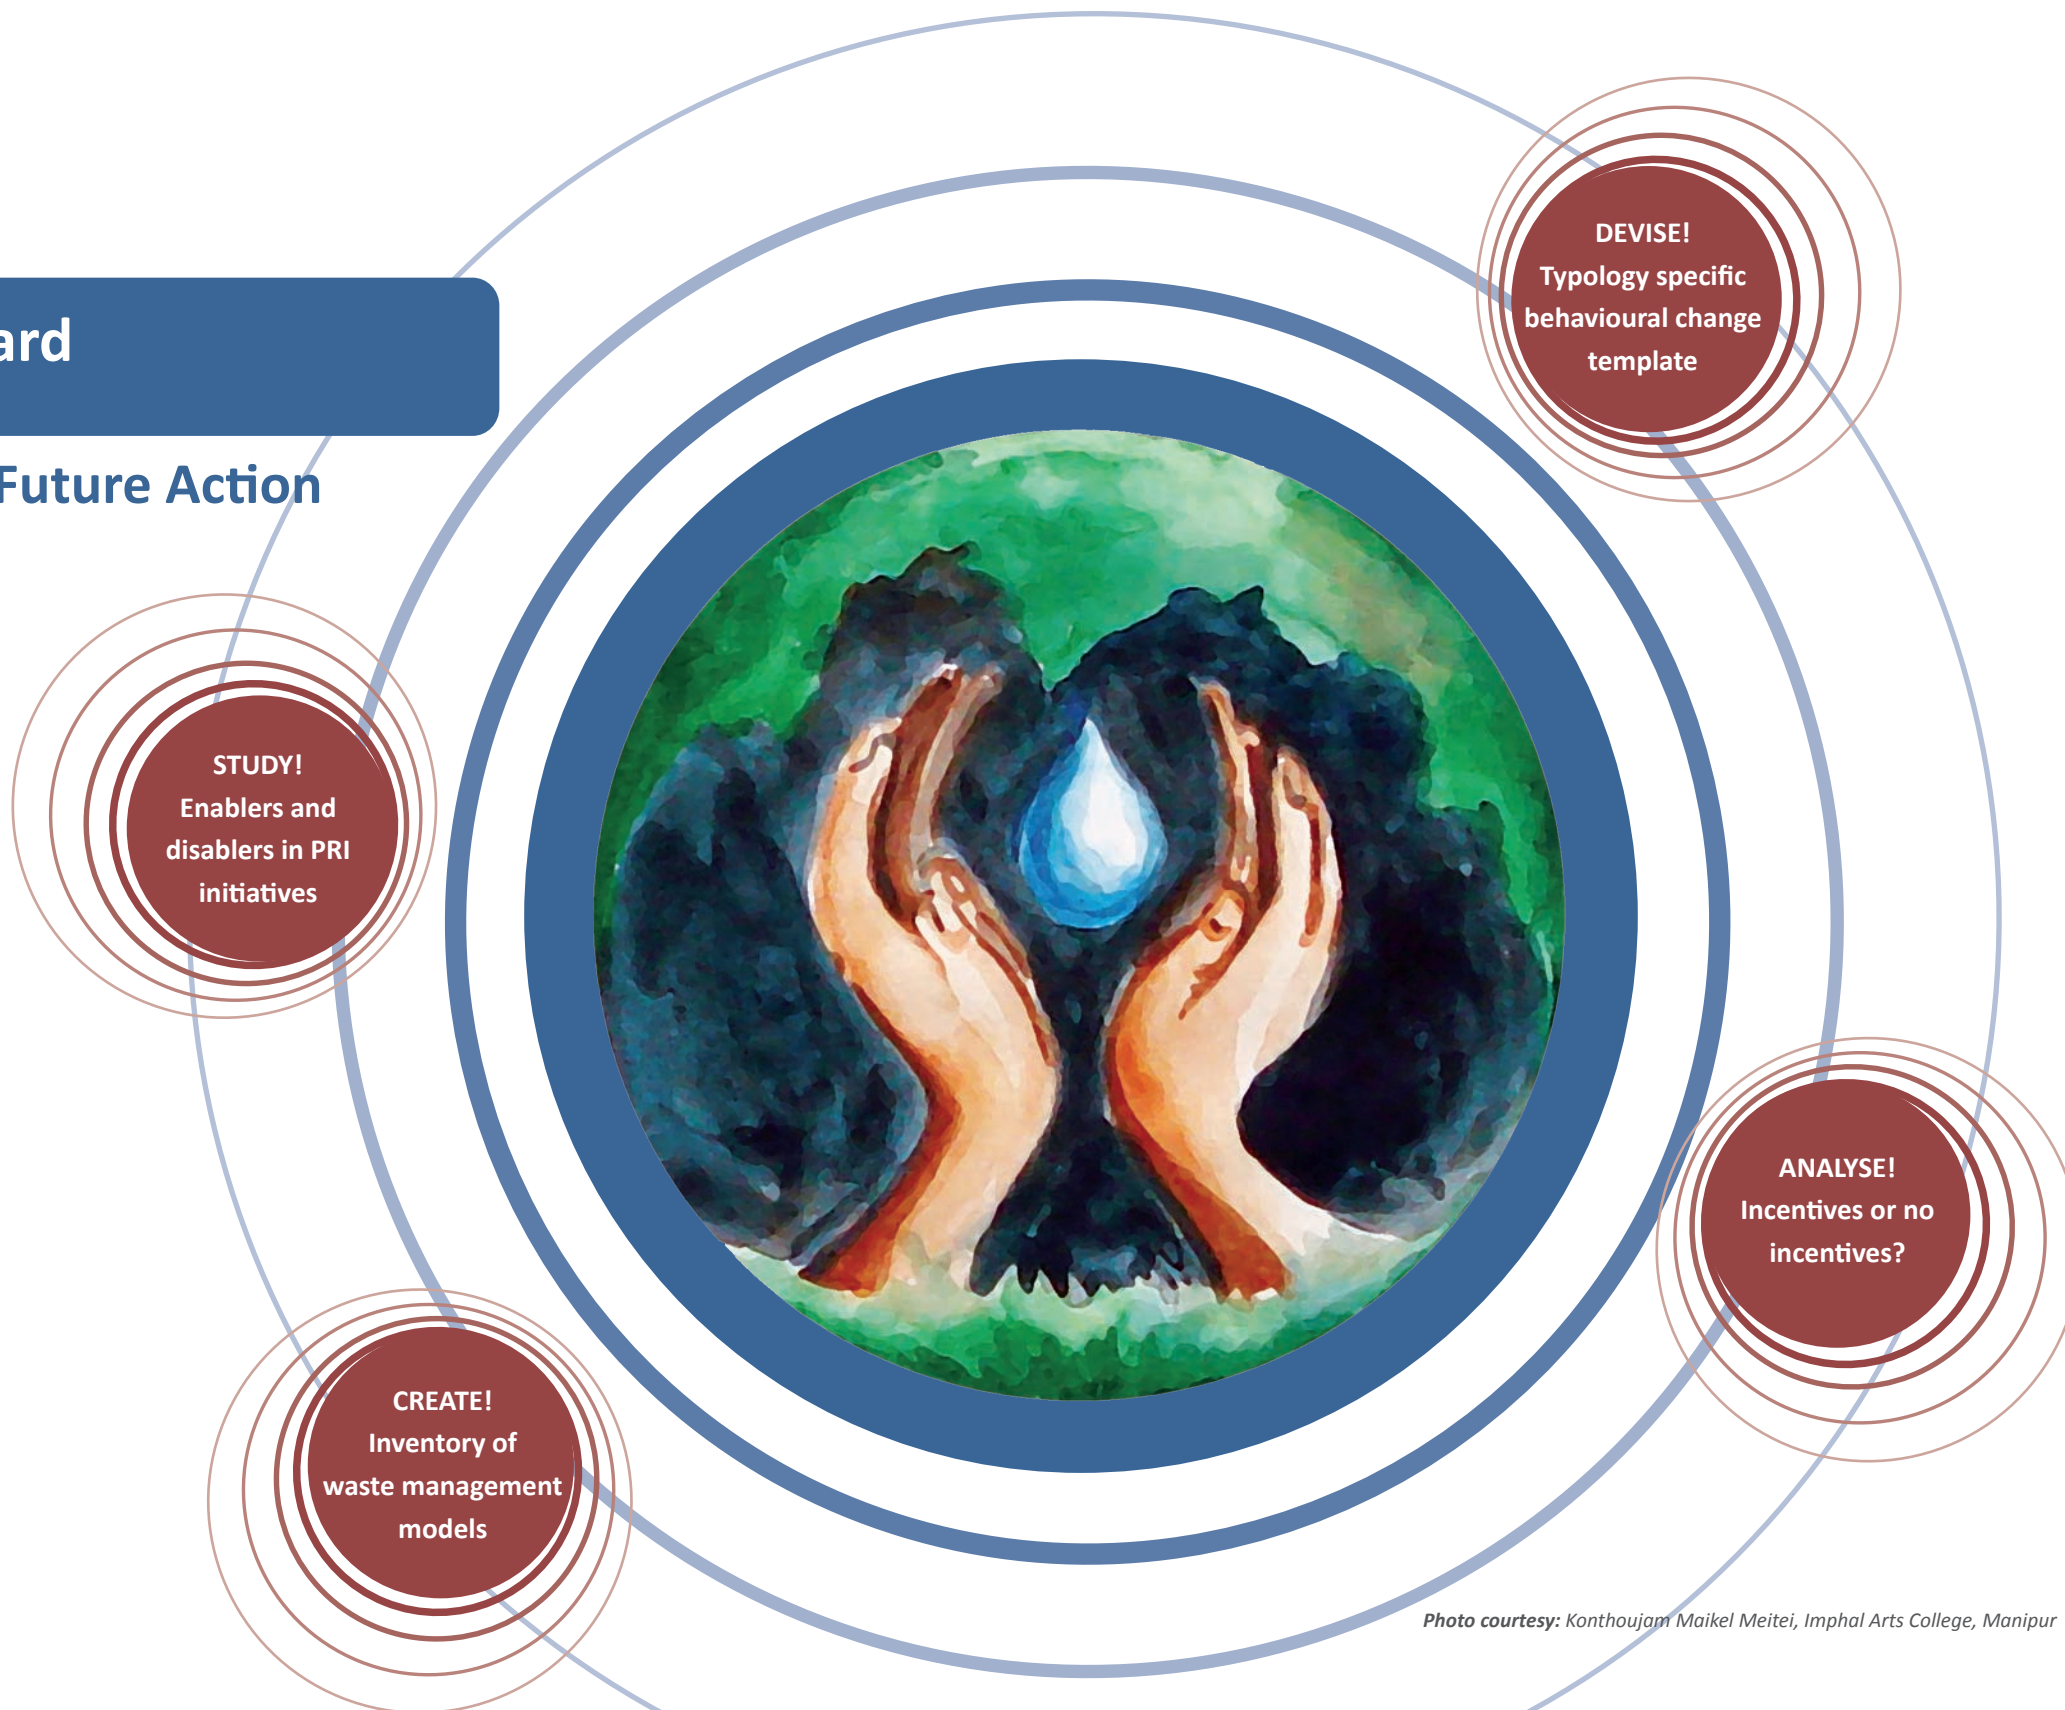 ard
Future Action
DEVISE!
Typology specific
behavioural change
template
STUDY!
Enablers and
disablers in PRI
initiatives
ANALYSE!
Incentives or no
incentives?
CREATE!
Inventory of
waste management
models
Photo courtesy: Konthoujam Maikel Meitei, Imphal Arts College, Manipur